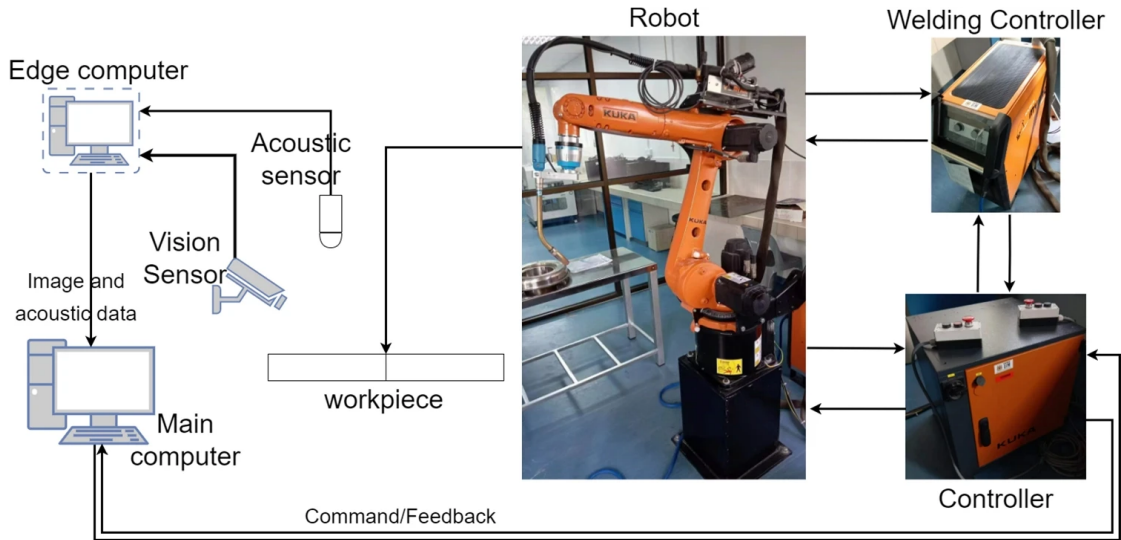 Robot
Welding Controller
Edge computer
Acoustic
sensor
KUKA
KUKA
Vision
Sensor
Image and
acoustic data
workpiece
Main
computer
KUKA
Controller
Command/Feedback